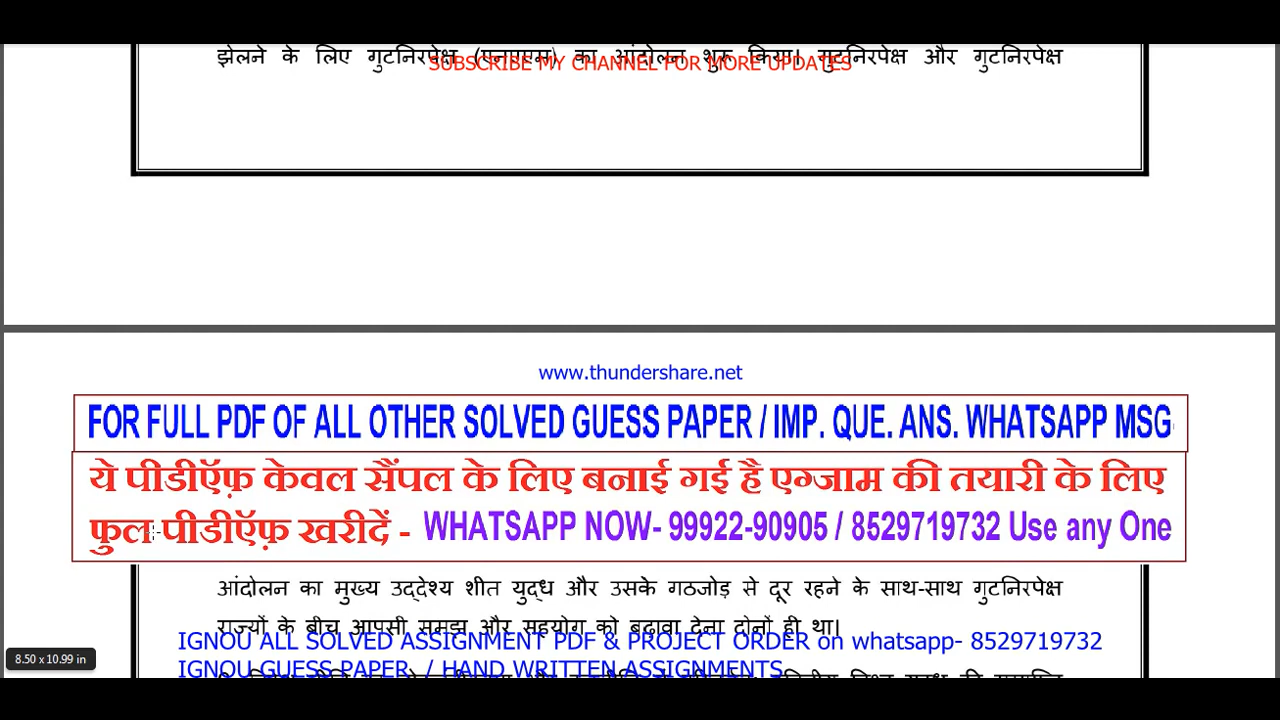 झेलने के लिए गुटनिरपेक्ष (एनएएम) का आंदोलन शुरू किया। गुटनिरपेक्ष और गुटनिरपेक्ष
SUBSCRIBE MY CHANNEL FOR MORE UPDATES
www.thundershare.net
FOR FULL PDF OF ALL OTHER SOLVED GUESS PAPER / IMP. QUE. ANS. WHATSAPP MSG
ये पीडीऍफ़ केवल सैंपल के लिए बनाई गई है एग्जाम की तयारी के लिए
फुल पीडीऍफ़ खरीदें - WHATSAPP NOW- 99922-90905 / 8529719732 Use any One
आंदोलन का मुख्य उद्देश्य शीत युद्ध और उसके गठजोड़ से दूर रहने के साथ-साथ गुटनिरपेक्ष
राज्यों के बीच आपसी समझ और सहयोग को बढ़ावा देना दोनों ही था।
IGNOU ALL SOLVED ASSIGNMENT PDF & PROJECT ORDER on whatsapp- 8529719732
IGNOU GUESS PAPER / HAND WRITTEN ASSIGNMENTS
8.50 x 10.99 in